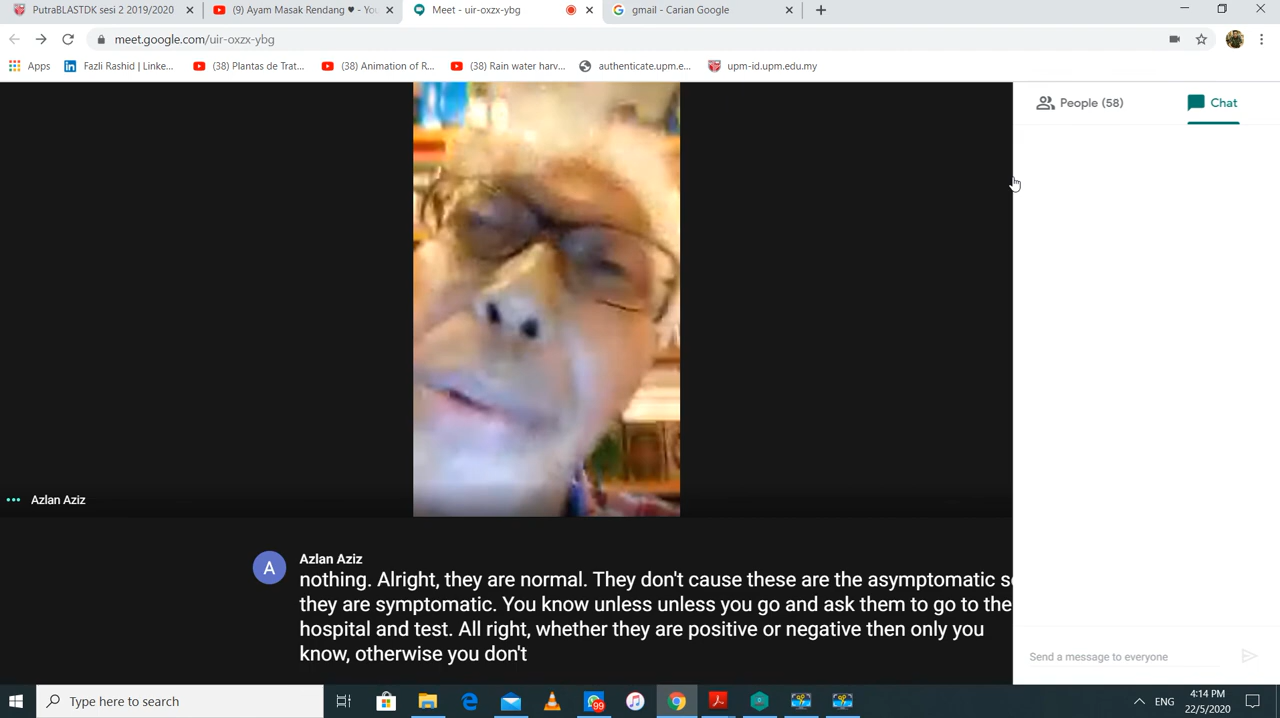 PutraBLASTDK sesi 2 2019/2020
(9) Ayam Masak Rendang ♥ - You
Meet - uir-oxzx-ybg
gmail - Carian Google
meet.google.com/uir-oxzx-ybg
Apps
Fazli Rashid | Linke...
(38) Plantas de Trat...
(38) Animation of R...
(38) Rain water harv...
authenticate.upm.e...
upm-id.upm.edu.my
People (58)
Chat
Azlan Aziz
A
Azlan Aziz
nothing. Alright, they are normal. They don't cause these are the asymptomatic so
they are symptomatic. You know unless unless you go and ask them to go to the
hospital and test. All right, whether they are positive or negative then only you
know, otherwise you don't
Send a message to everyone
Type here to search
99
ENG
4:14 PM
22/5/2020